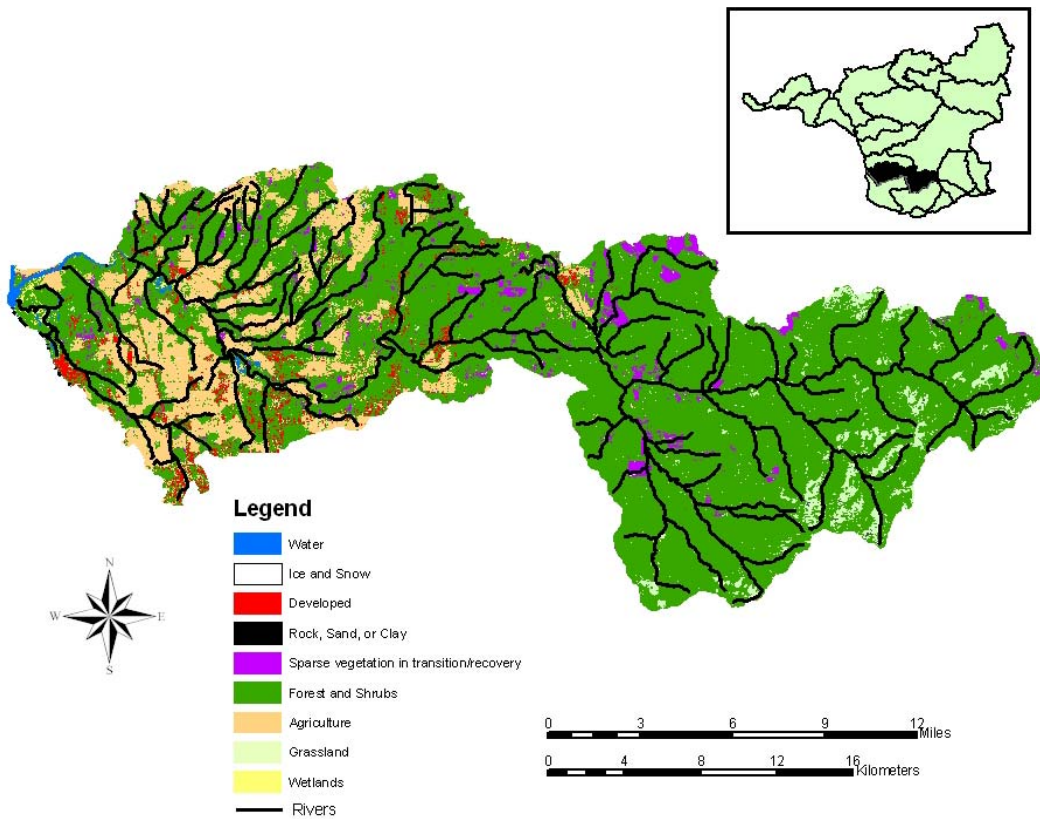 Legend
Water
Ice and Snow
Developed
Rock, Sand, or Clay
Sparse vegetation in transition/recovery
Forest and Shrubs
Agriculture
Grassland
Wetlands
Rivers
N
W E
S
0 3 6 9 12
Miles
0 4 8 12 16
Kilometers